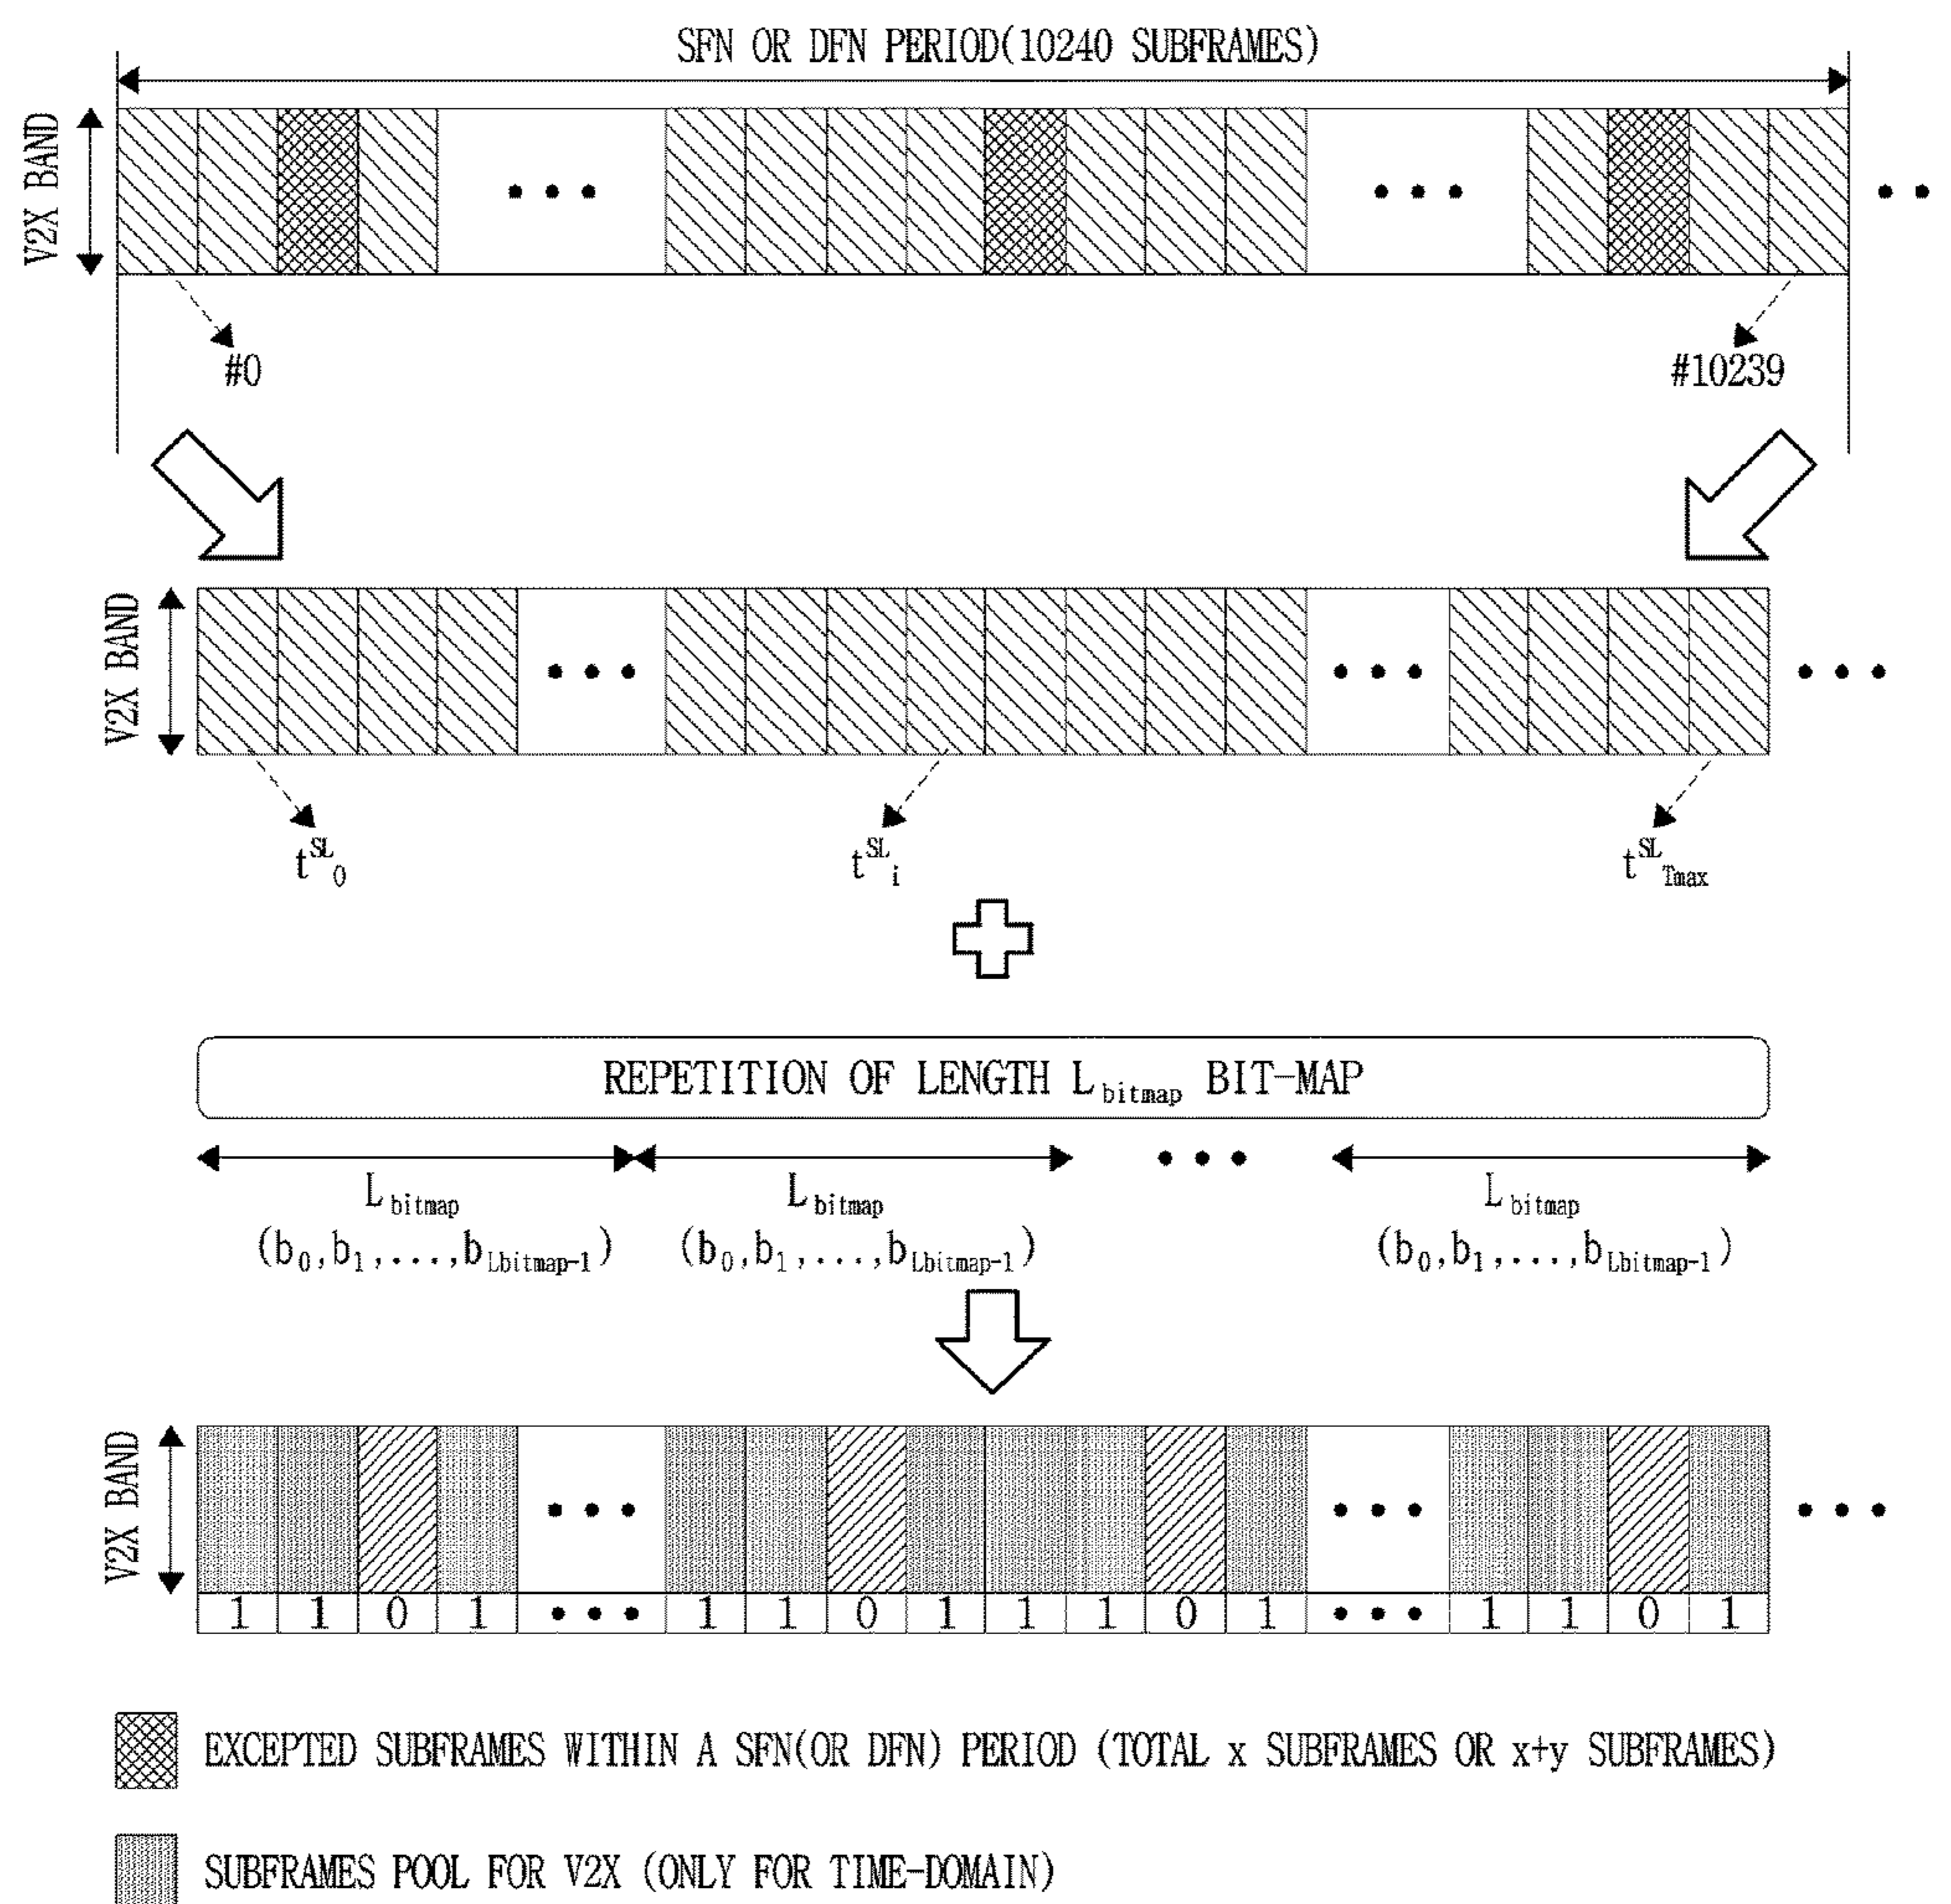 SFN OR DFN PERIOD(10240 SUBFRAMES)
V2X BAND
#0 #10239
V2X BAND
t^SL_0 t^SL_i t^SL_Tmax
REPETITION OF LENGTH L_bitmap BIT-MAP
L_bitmap L_bitmap L_bitmap
(b_0,b_1,...,b_Lbitmap-1) (b_0,b_1,...,b_Lbitmap-1) (b_0,b_1,...,b_Lbitmap-1)
V2X BAND
1 1 0 1 ••• 1 1 0 1 1 1 0 1 ••• 1 1 0 1
EXCEPTED SUBFRAMES WITHIN A SFN(OR DFN) PERIOD (TOTAL x SUBFRAMES OR x+y SUBFRAMES)
SUBFRAMES POOL FOR V2X (ONLY FOR TIME-DOMAIN)